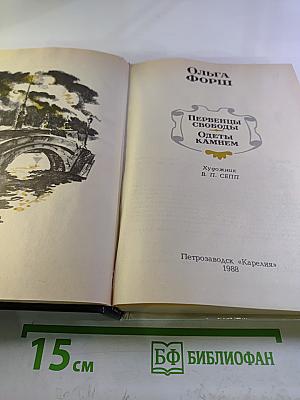 Ольга
Форш
Первенцы
свободы
Одеты
камнем
Художник
В. П. СЕПП
Петрозаводск «Карелия»
1988
15 см
БФ БИБЛИОФАН